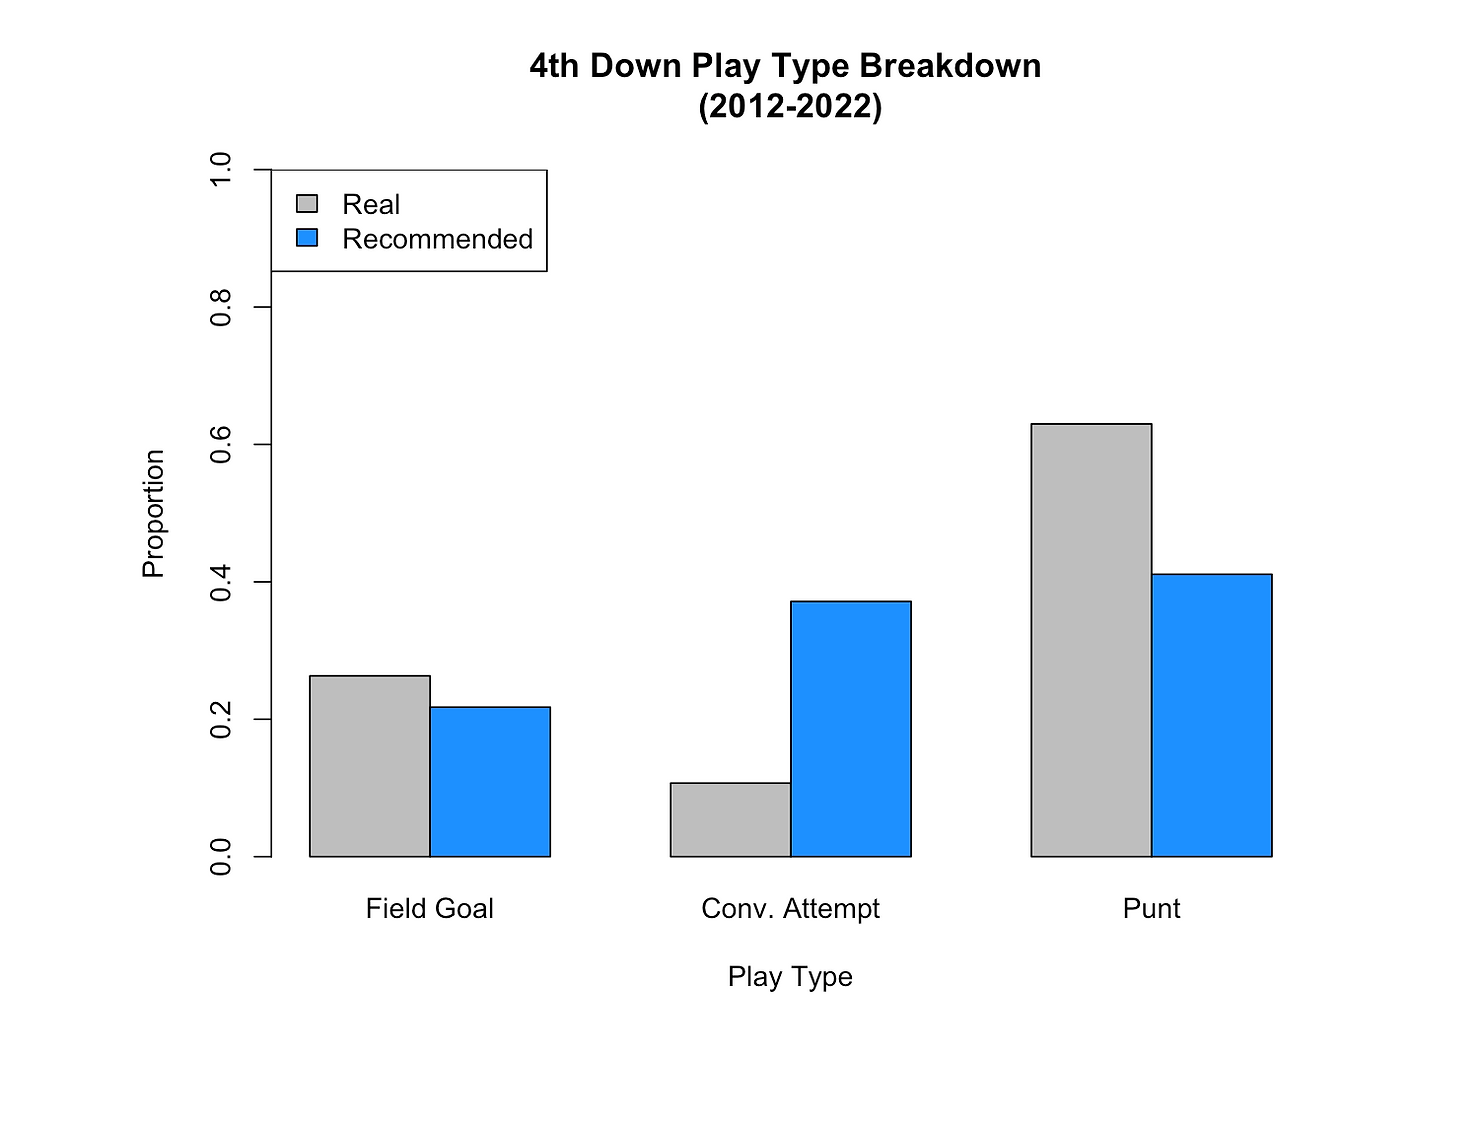 4th Down Play Type Breakdown
(2012-2022)
1.0
Real
Recommended
0.8
0.6
Proportion
0.4
0.2
0.0
Field Goal
Conv. Attempt
Punt
Play Type